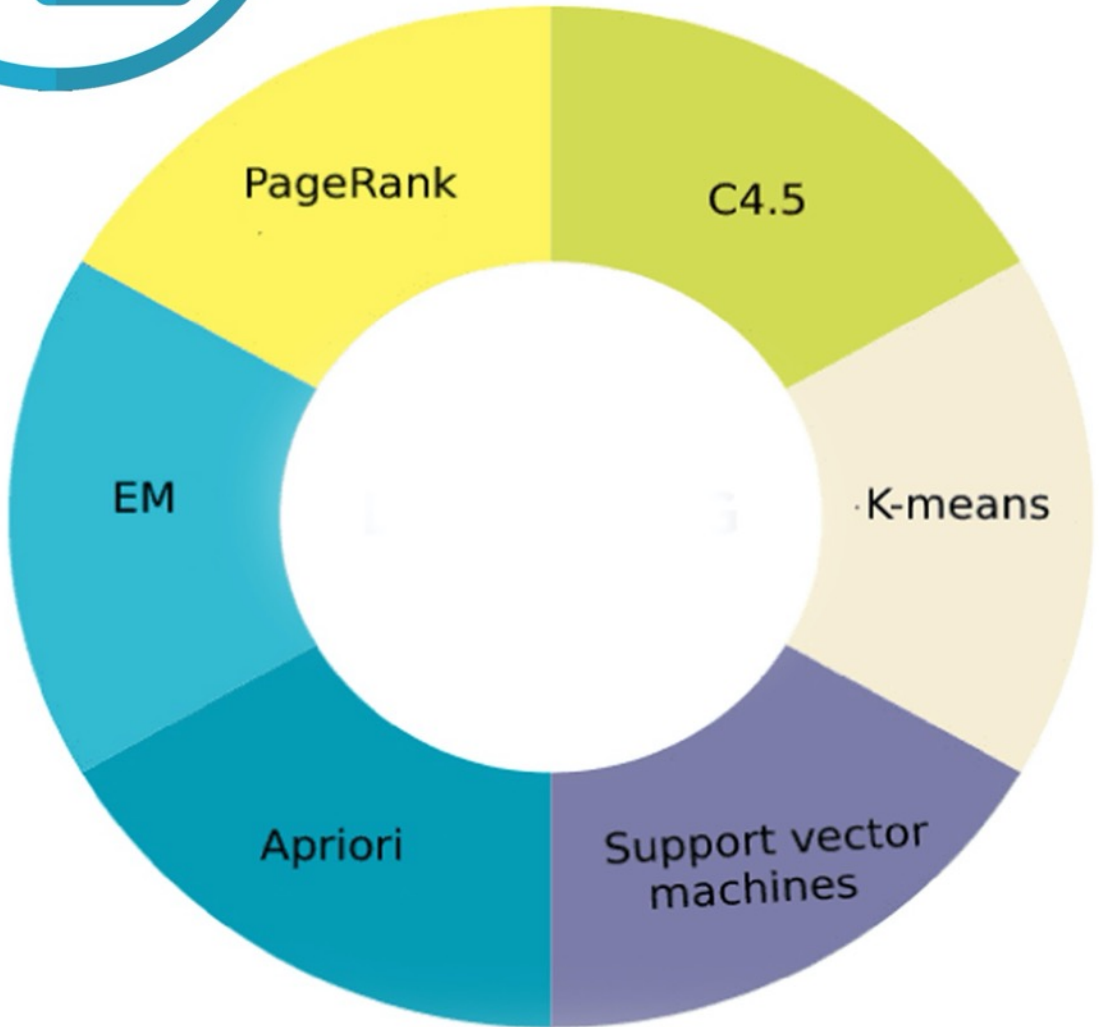 PageRank
C4.5
EM
K-means
Apriori
Support vector
machines